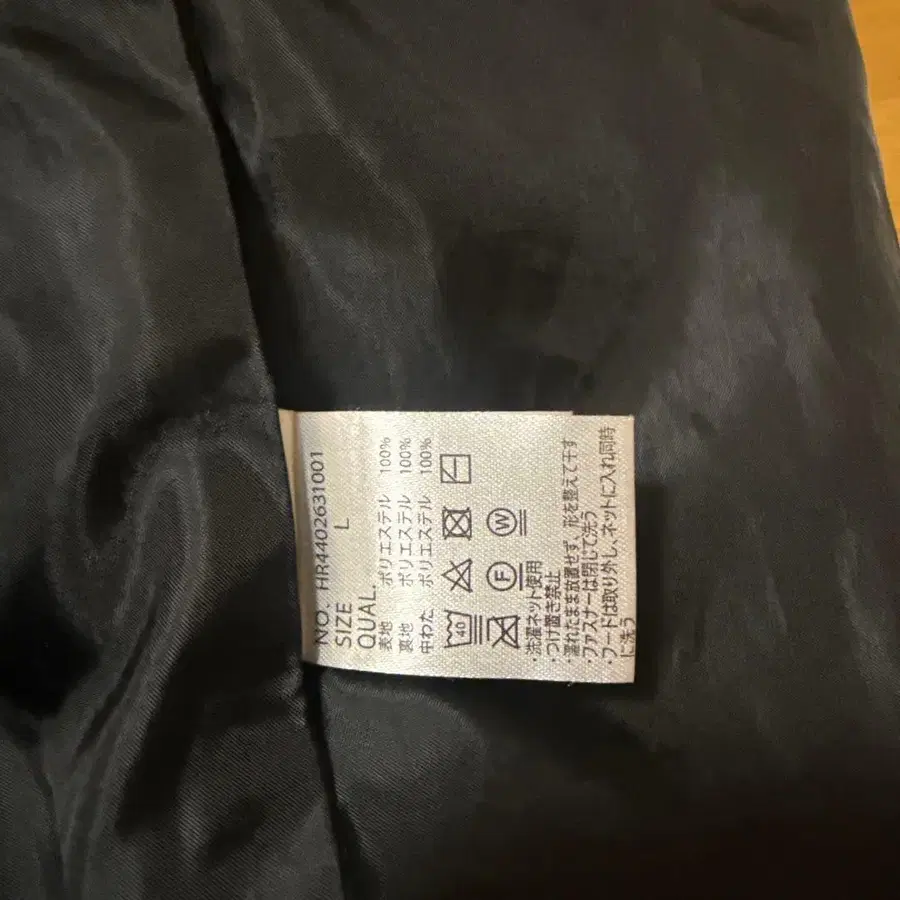 NO. HR4402631001
SIZE L
QUAL.
表地 ポリエステル 100%
裏地 ポリエステル 100%
中わた ポリエステル 100%
40
F W
・洗濯ネット使用
・つけ置き禁止
・濡れたまま放置せず、形を整えて干す
・ファスナーは閉じて洗う
・フードは取り外し、ネットに入れ同時
に洗う